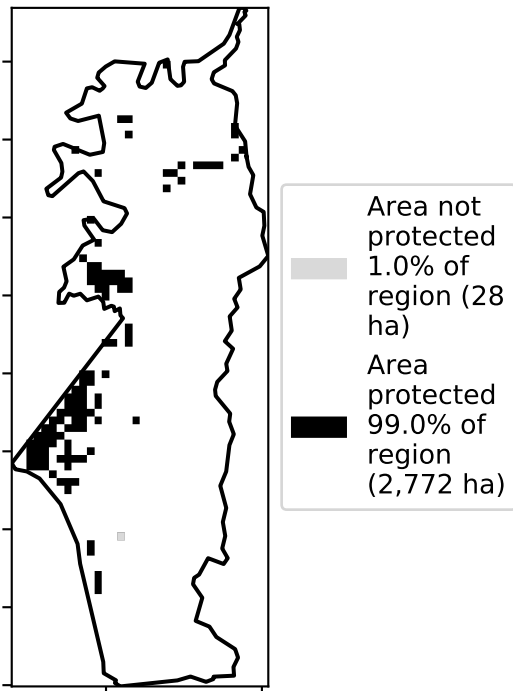 Area not
protected
1.0% of
region (28
ha)
Area
protected
99.0% of
region
(2,772 ha)